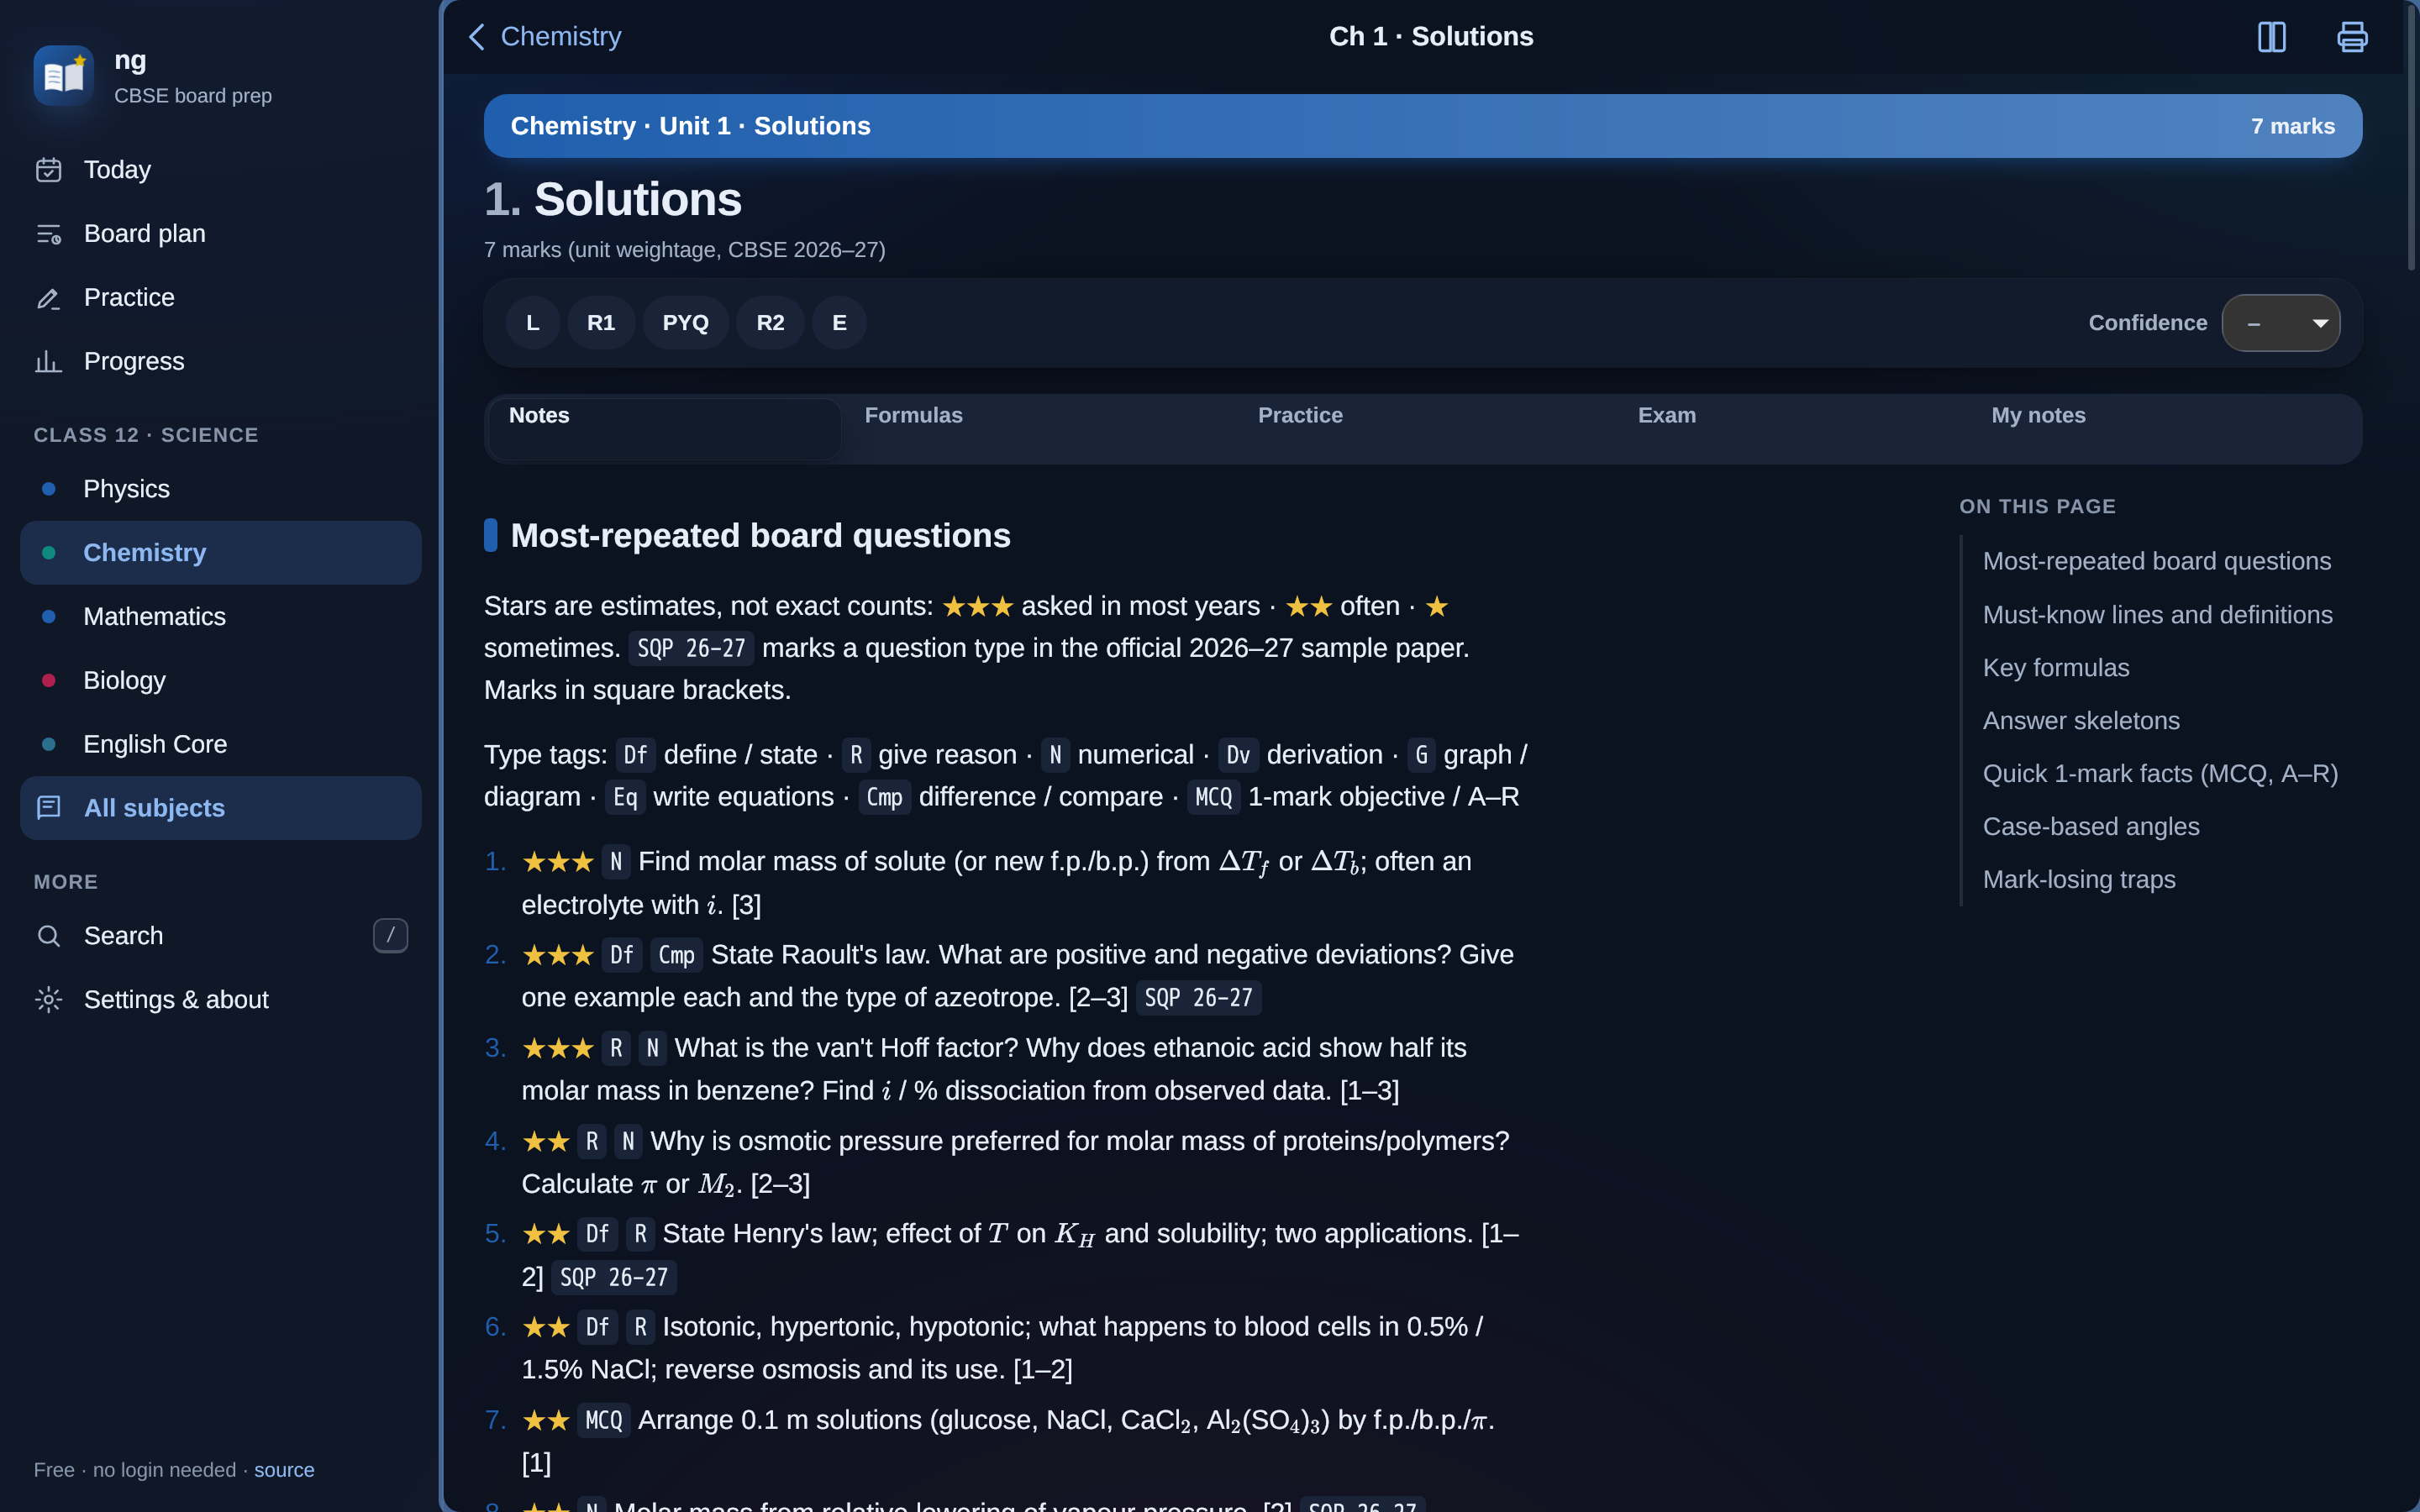 ng
CBSE board prep
Today
Board plan
Practice
Progress
CLASS 12 · SCIENCE
Physics
Chemistry
Mathematics
Biology
English Core
All subjects
MORE
Search /
Settings & about
Free · no login needed · source
Chemistry
Ch 1 · Solutions
Chemistry · Unit 1 · Solutions 7 marks
1. Solutions
7 marks (unit weightage, CBSE 2026–27)
L R1 PYQ R2 E Confidence –
Notes Formulas Practice Exam My notes
Most-repeated board questions
Stars are estimates, not exact counts: ★★★ asked in most years · ★★ often · ★
sometimes. SQP 26–27 marks a question type in the official 2026–27 sample paper.
Marks in square brackets.
Type tags: Df define / state · R give reason · N numerical · Dv derivation · G graph /
diagram · Eq write equations · Cmp difference / compare · MCQ 1-mark objective / A–R
1. ★★★ N Find molar mass of solute (or new f.p./b.p.) from ΔT_f or ΔT_b; often an
electrolyte with i. [3]
2. ★★★ Df Cmp State Raoult's law. What are positive and negative deviations? Give
one example each and the type of azeotrope. [2–3] SQP 26–27
3. ★★★ R N What is the van't Hoff factor? Why does ethanoic acid show half its
molar mass in benzene? Find i / % dissociation from observed data. [1–3]
4. ★★ R N Why is osmotic pressure preferred for molar mass of proteins/polymers?
Calculate π or M₂. [2–3]
5. ★★ Df R State Henry's law; effect of T on K_H and solubility; two applications. [1–
2] SQP 26–27
6. ★★ Df R Isotonic, hypertonic, hypotonic; what happens to blood cells in 0.5% /
1.5% NaCl; reverse osmosis and its use. [1–2]
7. ★★ MCQ Arrange 0.1 m solutions (glucose, NaCl, CaCl₂, Al₂(SO₄)₃) by f.p./b.p./π.
[1]
8. ★★ N Molar mass from relative lowering of vapour pressure. [2] SQP 26–27
ON THIS PAGE
Most-repeated board questions
Must-know lines and definitions
Key formulas
Answer skeletons
Quick 1-mark facts (MCQ, A–R)
Case-based angles
Mark-losing traps